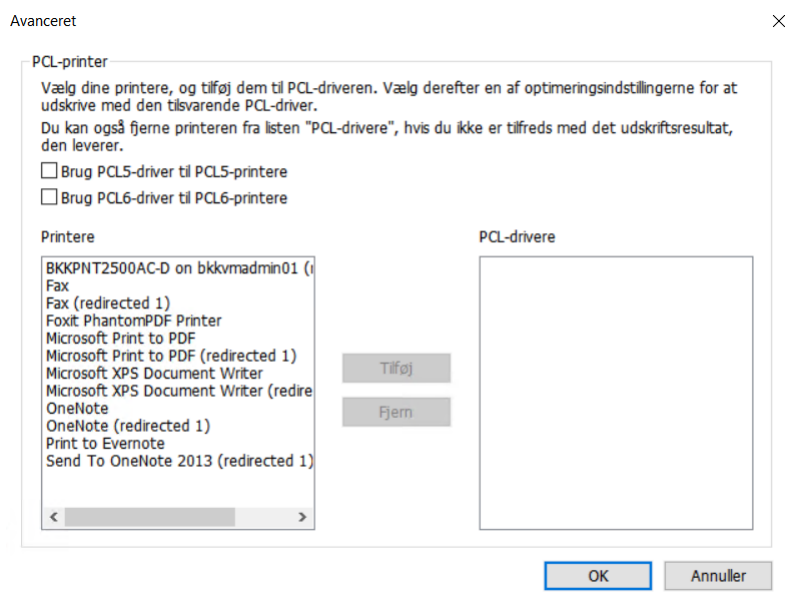 Avanceret
PCL-printer
Vælg dine printere, og tilføj dem til PCL-driveren. Vælg derefter en af optimeringsindstillingerne for at
udskrive med den tilsvarende PCL-driver.
Du kan også fjerne printeren fra listen "PCL-drivere", hvis du ikke er tilfreds med det udskriftsresultat,
den leverer.
Brug PCL5-driver til PCL5-printere
Brug PCL6-driver til PCL6-printere
Printere
BKKPNT2500AC-D on bkkvmadmin01 (
Fax
Fax (redirected 1)
Foxit PhantomPDF Printer
Microsoft Print to PDF
Microsoft Print to PDF (redirected 1)
Microsoft XPS Document Writer
Microsoft XPS Document Writer (redire
OneNote
OneNote (redirected 1)
Print to Evernote
Send To OneNote 2013 (redirected 1)
Tilføj
Fjern
PCL-drivere
OK
Annuller